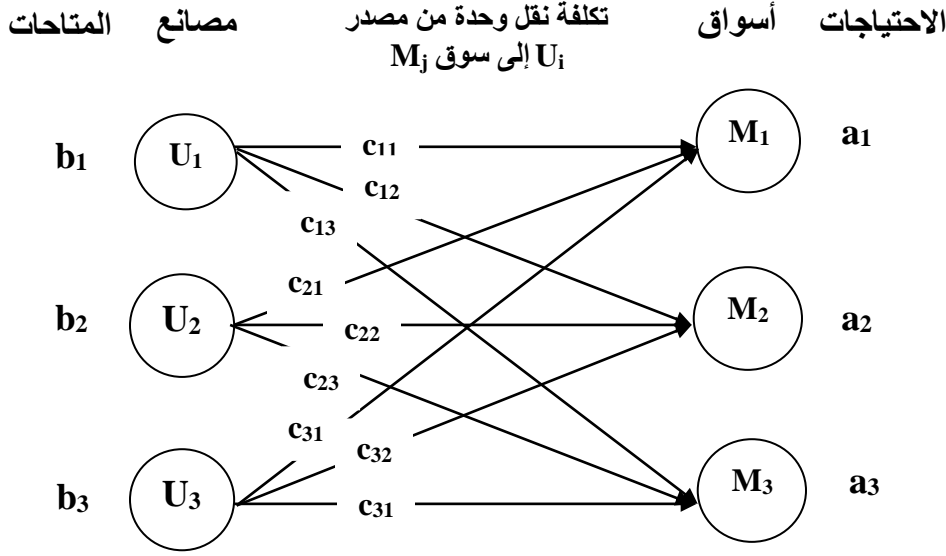 الاحتياجات أسواق تكلفة نقل وحدة من مصدر مصانع المتاحات
Uᵢ إلى سوق Mⱼ
b₁ U₁ c₁₁ M₁ a₁
c₁₂
c₁₃
c₂₁
b₂ U₂ c₂₂ M₂ a₂
c₂₃
c₃₁
c₃₂
b₃ U₃ c₃₁ M₃ a₃